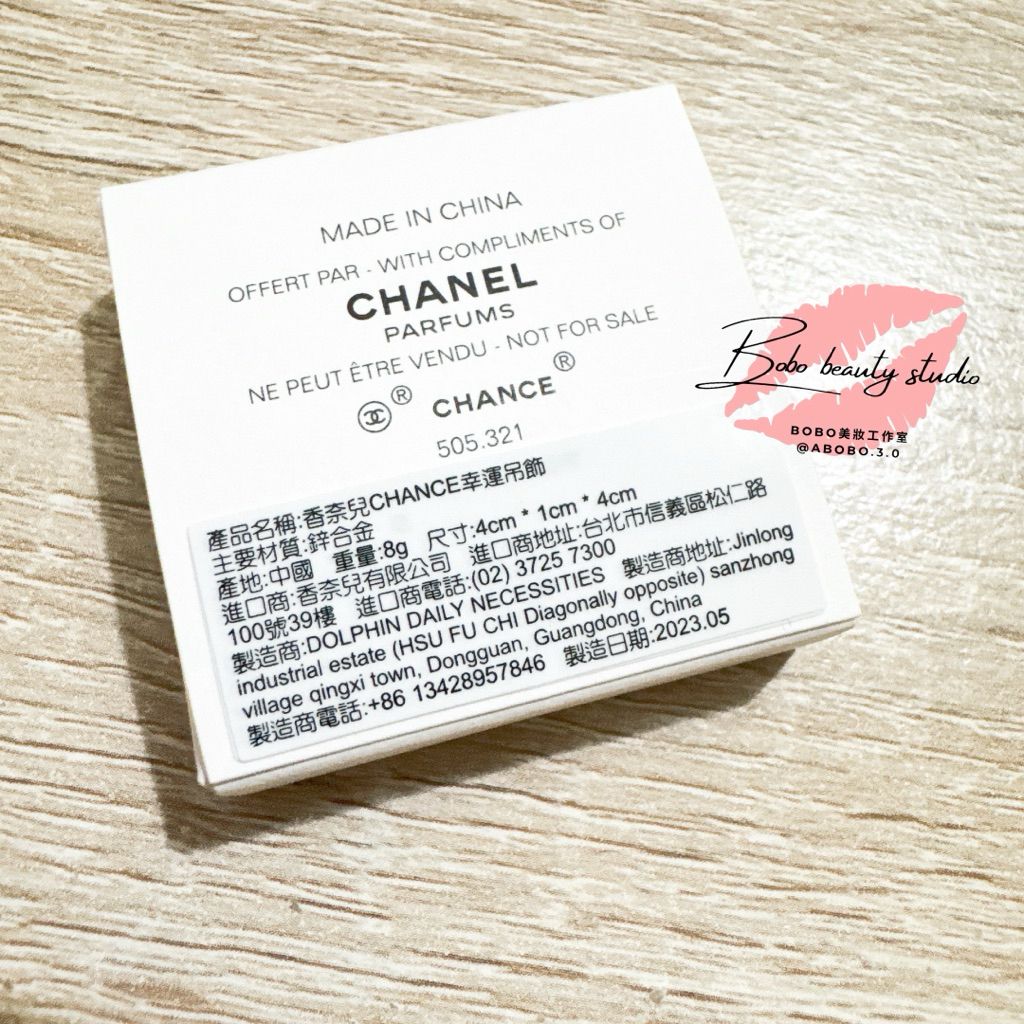 MADE IN CHINA
OFFERT PAR - WITH COMPLIMENTS OF
CHANEL
PARFUMS
NE PEUT ÊTRE VENDU - NOT FOR SALE
® CHANCE®
505.321
產品名稱:香奈兒CHANCE幸運吊飾
主要材質:鋅合金 重量:8g 尺寸:4cm * 1cm * 4cm
產地:中國
進口商:香奈兒有限公司 進口商地址:台北市信義區松仁路
100號39樓 進口商電話:(02) 3725 7300
製造商:DOLPHIN DAILY NECESSITIES 製造商地址:Jinlong
industrial estate (HSU FU CHI Diagonally opposite) sanzhong
village qingxi town, Dongguan, Guangdong, China
製造商電話:+86 13428957846 製造日期:2023.05
Bobo beauty studio
BOBO美妝工作室
@ABOBO.3.0